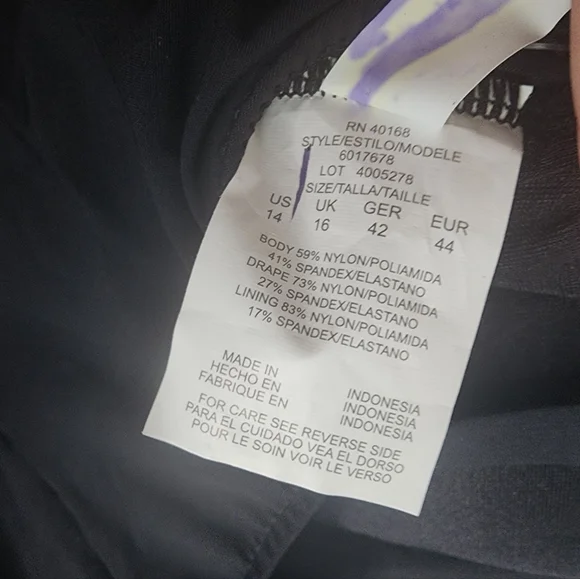 RN 40168
STYLE/ESTILO/MODELE
6017678
LOT 4005278
SIZE/TALLA/TAILLE
US UK GER EUR
14 16 42 44
BODY 59% NYLON/POLIAMIDA
41% SPANDEX/ELASTANO
DRAPE 73% NYLON/POLIAMIDA
27% SPANDEX/ELASTANO
LINING 83% NYLON/POLIAMIDA
17% SPANDEX/ELASTANO
MADE IN INDONESIA
HECHO EN INDONESIA
FABRIQUE EN INDONESIA
FOR CARE SEE REVERSE SIDE
PARA EL CUIDADO VEA EL DORSO
POUR LE SOIN VOIR LE VERSO